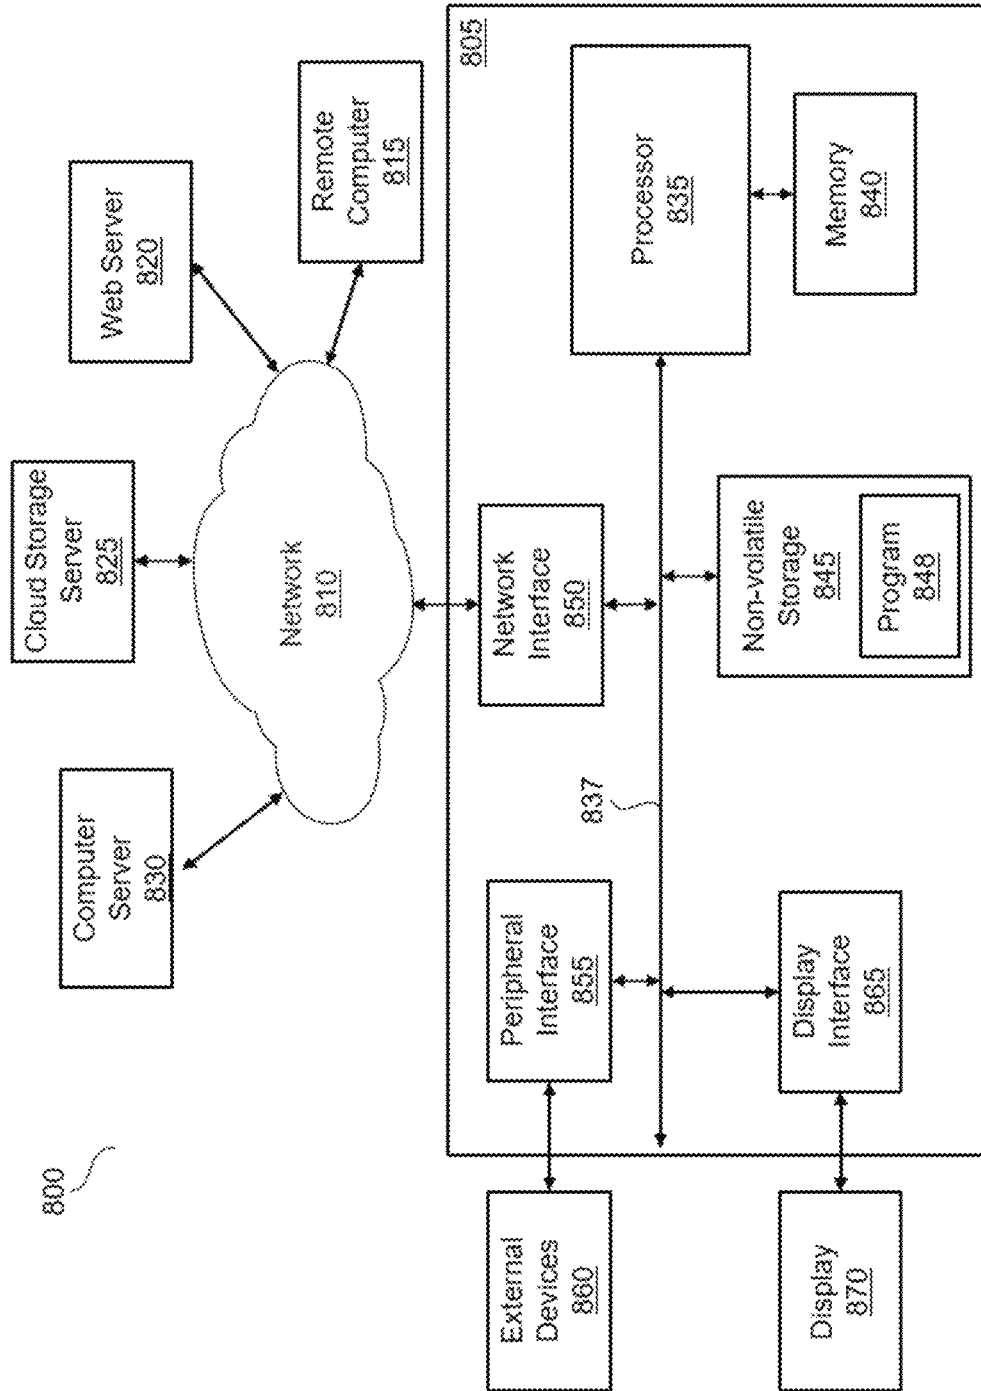 800
Computer
Server
830
Cloud Storage
Server
825
Web Server
820
Remote
Computer
815
Network
810
805
External
Devices
860
Peripheral
Interface
855
Network
Interface
850
Processor
835
837
Display
870
Display
Interface
865
Non-volatile
Storage
845
Program
848
Memory
840